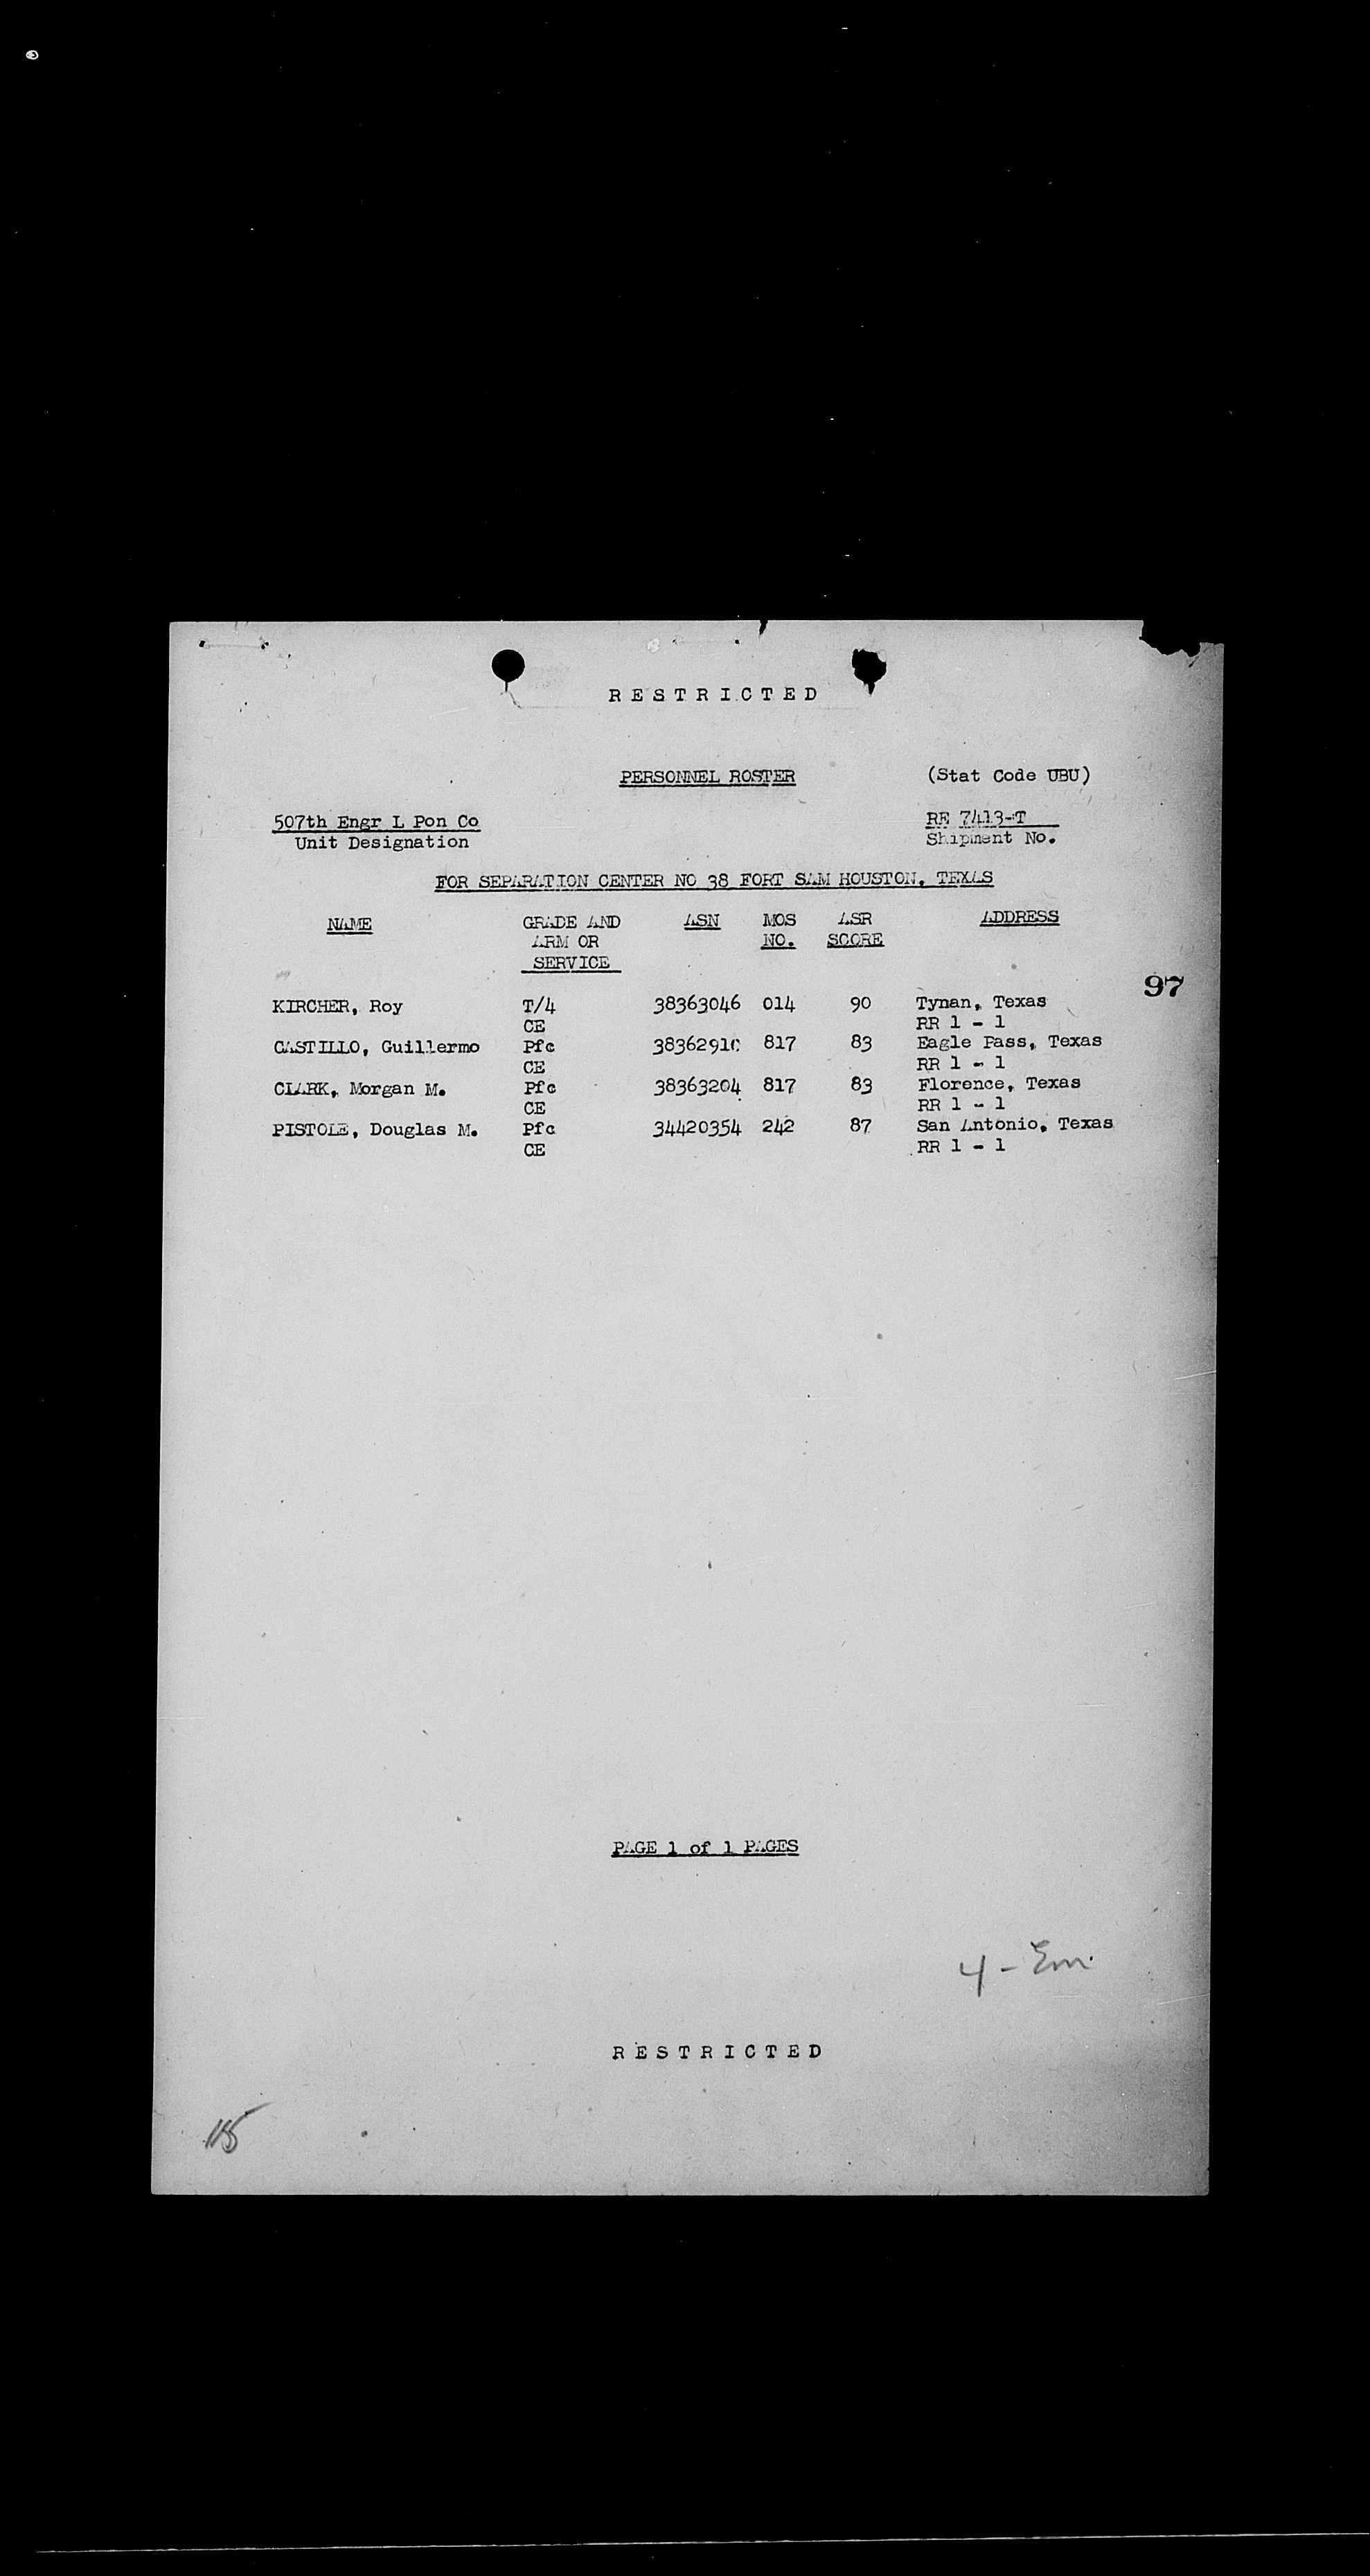 RESTRICTED
PERSONNEL ROSTER (Stat Code UBU)
507th Engr L Pon Co RE 7413-T
Unit Designation Shipment No.
FOR SEPARATION CENTER NO 38 FORT SAM HOUSTON, TEXAS
NAME GRADE AND ASN MOS ASR ADDRESS
ARM OR NO. SCORE
SERVICE
97
KIRCHER, Roy T/4 38363046 014 90 Tynan, Texas
CE RR 1 - 1
CASTILLO, Guillermo Pfc 38362910 817 83 Eagle Pass, Texas
CE RR 1 - 1
CLARK, Morgan M. Pfc 38363204 817 83 Florence, Texas
CE RR 1 - 1
PISTOLE, Douglas M. Pfc 34420354 242 87 San Antonio, Texas
CE RR 1 - 1
PAGE 1 of 1 PAGES
4 - Em
RESTRICTED